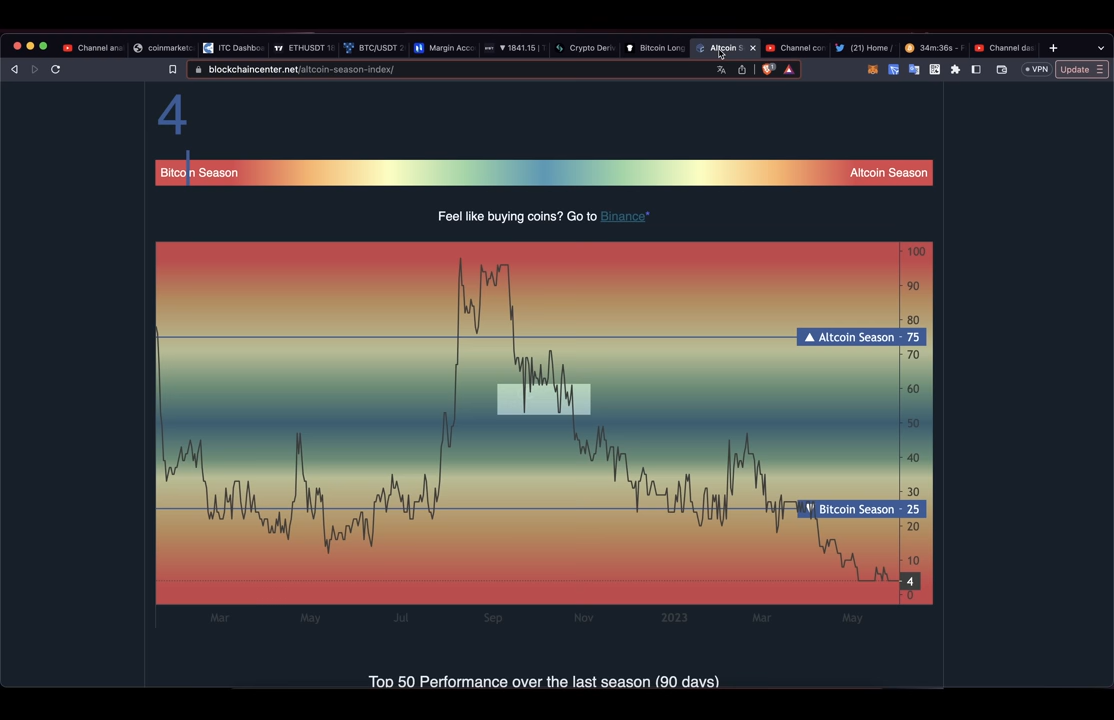 Channel ana
coinmarketc
ITC Dashboa
ETHUSDT 18
BTC/USDT 2
Margin Acco
1841.15 | T
Crypto Deriv
Bitcoin Long
Altcoin S
Channel con
(2) Home /
34m:36s - R
Channel das
blockchaincenter.net/altcoin-season-index/
VPN
Update
4
Bitcoin Season
Altcoin Season
Feel like buying coins? Go to Binance*
100
90
80
Altcoin Season - 75
70
60
50
40
30
Bitcoin Season - 25
20
10
4
0
Mar May Jul Sep Nov 2023 Mar May
Top 50 Performance over the last season (90 days)